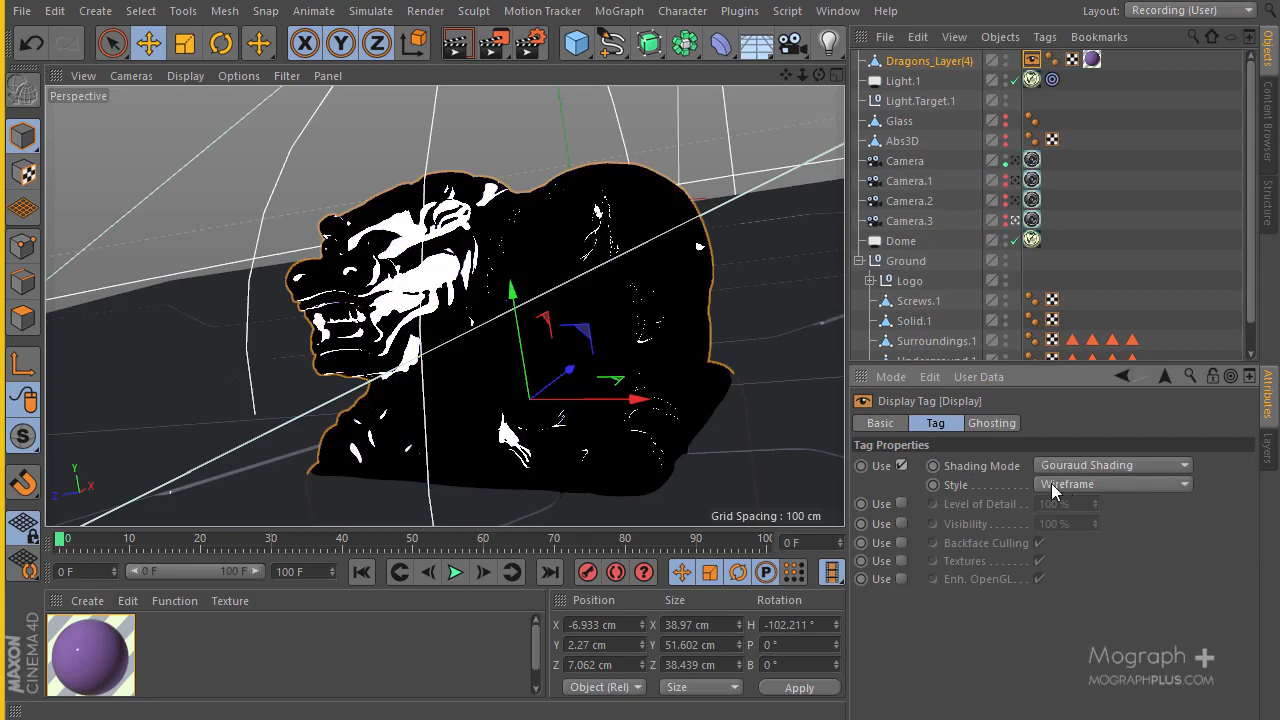 File Edit Create Select Tools Mesh Snap Animate Simulate Render Sculpt Motion Tracker MoGraph Character Plugins Script Window Help Layout: Recording (User)
File Edit View Objects Tags Bookmarks
View Cameras Display Options Filter Panel
Perspective
Dragons_Layer(4)
Light.1
Light.Target.1
Glass
Abs3D
Camera
Camera.1
Camera.2
Camera.3
Dome
Ground
Logo
Screws.1
Solid.1
Surroundings.1
Underground.1
Objects
Content Browser
Structure
X Y Z
S
Y
Z X
Grid Spacing : 100 cm
Mode Edit User Data
Display Tag [Display]
Basic Tag Ghosting
Tag Properties
Use Shading Mode Gouraud Shading
Style Wireframe
Use Level of Detail 100 %
Use Visibility 100 %
Use Backface Culling
Use Textures
Use Enh. OpenGL
Attributes
Layers
0 10 20 30 40 50 60 70 80 90 100 0 F
0 F 0 F 100 F 100 F
P
Create Edit Function Texture
Position Size Rotation
X -6.933 cm X 38.97 cm H -102.211 °
Y 2.27 cm Y 51.602 cm P 0 °
Z 7.062 cm Z 38.439 cm B 0 °
Object (Rel) Size Apply
MAXON
CINEMA 4D
Mograph +
MOGRAPHPLUS.COM